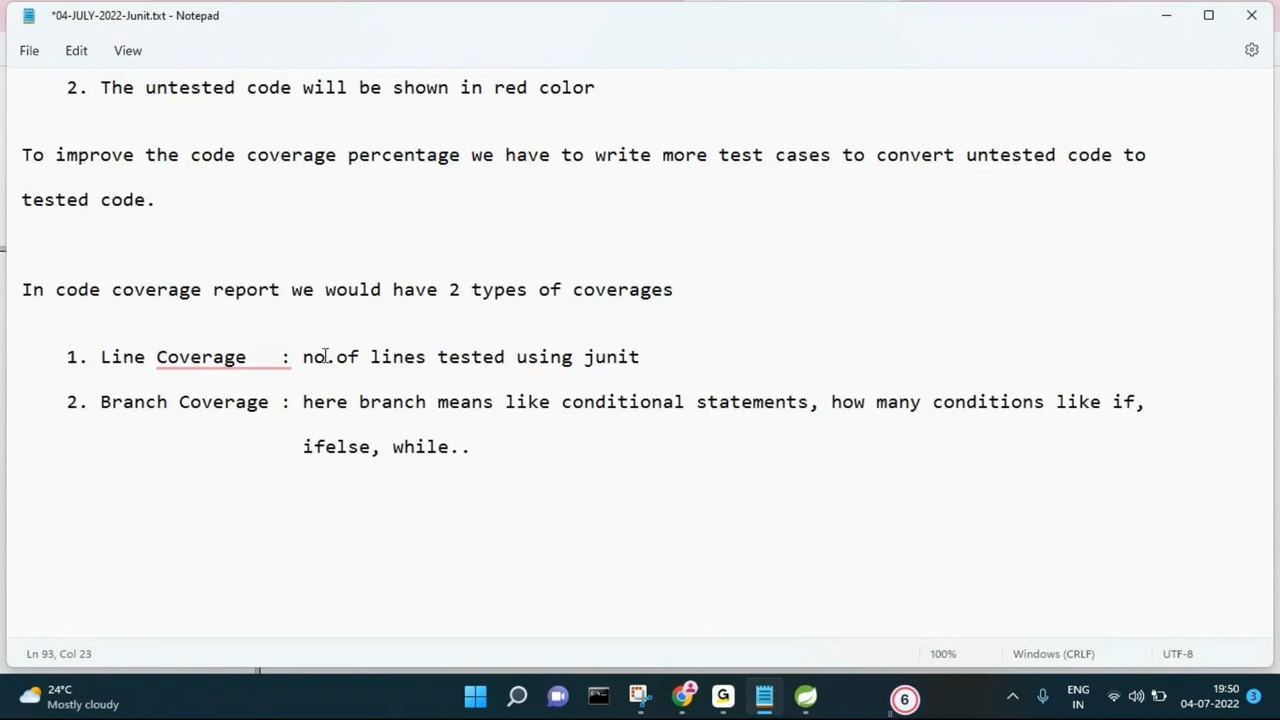 *04-JULY-2022-Junit.txt - Notepad
File Edit View
2. The untested code will be shown in red color
To improve the code coverage percentage we have to write more test cases to convert untested code to
tested code.
In code coverage report we would have 2 types of coverages
1. Line Coverage : no.of lines tested using junit
2. Branch Coverage : here branch means like conditional statements, how many conditions like if,
ifelse, while..
Ln 93, Col 23 100% Windows (CRLF) UTF-8
24°C
Mostly cloudy
G
6
ENG
IN
19:50
04-07-2022
3